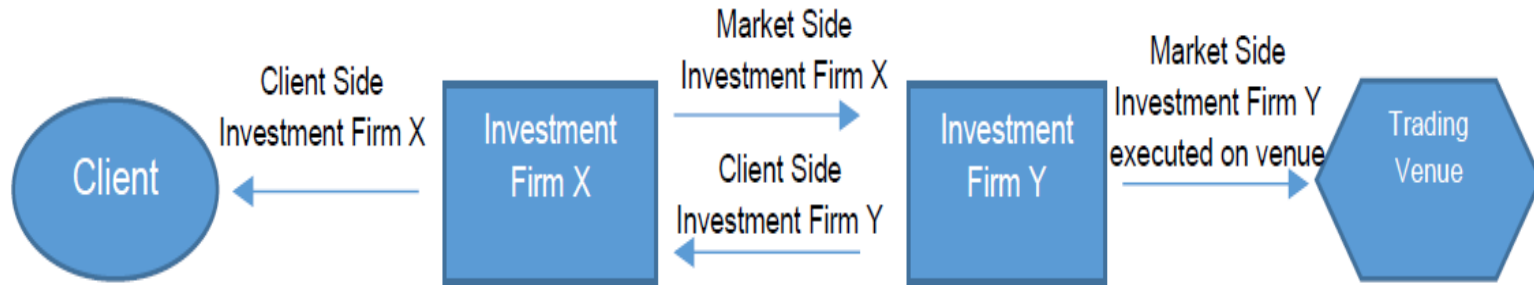 Client
Client Side
Investment Firm X
Investment
Firm X
Market Side
Investment Firm X
Client Side
Investment Firm Y
Investment
Firm Y
Market Side
Investment Firm Y
executed on venue
Trading
Venue